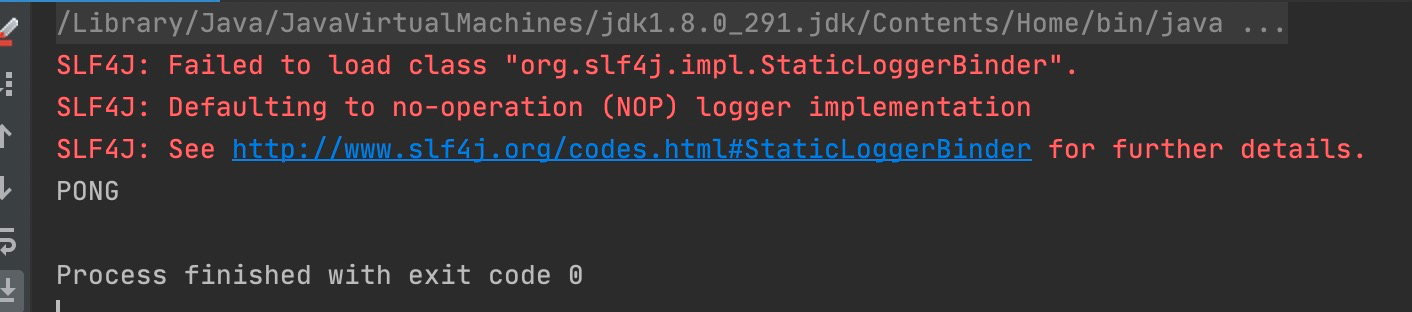 /Library/Java/JavaVirtualMachines/jdk1.8.0_291.jdk/Contents/Home/bin/java ...
SLF4J: Failed to load class "org.slf4j.impl.StaticLoggerBinder".
SLF4J: Defaulting to no-operation (NOP) logger implementation
SLF4J: See http://www.slf4j.org/codes.html#StaticLoggerBinder for further details.
PONG
Process finished with exit code 0